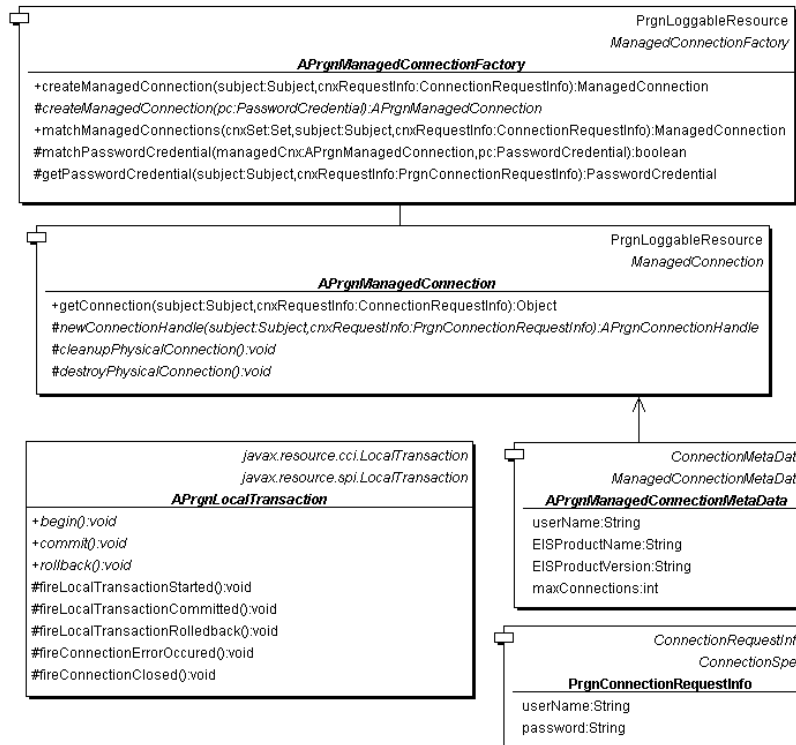 PrgnLoggableResource
ManagedConnectionFactory
APrgnManagedConnectionFactory
+createManagedConnection(subject:Subject,cnxRequestInfo:ConnectionRequestInfo):ManagedConnection
#createManagedConnection(pc:PasswordCredential):APrgnManagedConnection
+matchManagedConnections(cnxSet:Set,subject:Subject,cnxRequestInfo:ConnectionRequestInfo):ManagedConnection
#matchPasswordCredential(managedCnx:APrgnManagedConnection,pc:PasswordCredential):boolean
#getPasswordCredential(subject:Subject,cnxRequestInfo:PrgnConnectionRequestInfo):PasswordCredential
PrgnLoggableResource
ManagedConnection
APrgnManagedConnection
+getConnection(subject:Subject,cnxRequestInfo:ConnectionRequestInfo):Object
#newConnectionHandle(subject:Subject,cnxRequestInfo:PrgnConnectionRequestInfo):APrgnConnectionHandle
#cleanupPhysicalConnection():void
#destroyPhysicalConnection():void
javax.resource.cci.LocalTransaction
javax.resource.spi.LocalTransaction
APrgnLocalTransaction
+begin():void
+commit():void
+rollback():void
#fireLocalTransactionStarted():void
#fireLocalTransactionCommitted():void
#fireLocalTransactionRolledback():void
#fireConnectionErrorOccured():void
#fireConnectionClosed():void
ConnectionMetaDat
ManagedConnectionMetaDat
APrgnManagedConnectionMetaData
userName:String
EISProductName:String
EISProductVersion:String
maxConnections:int
ConnectionRequestInf
ConnectionSpe
PrgnConnectionRequestInfo
userName:String
password:String